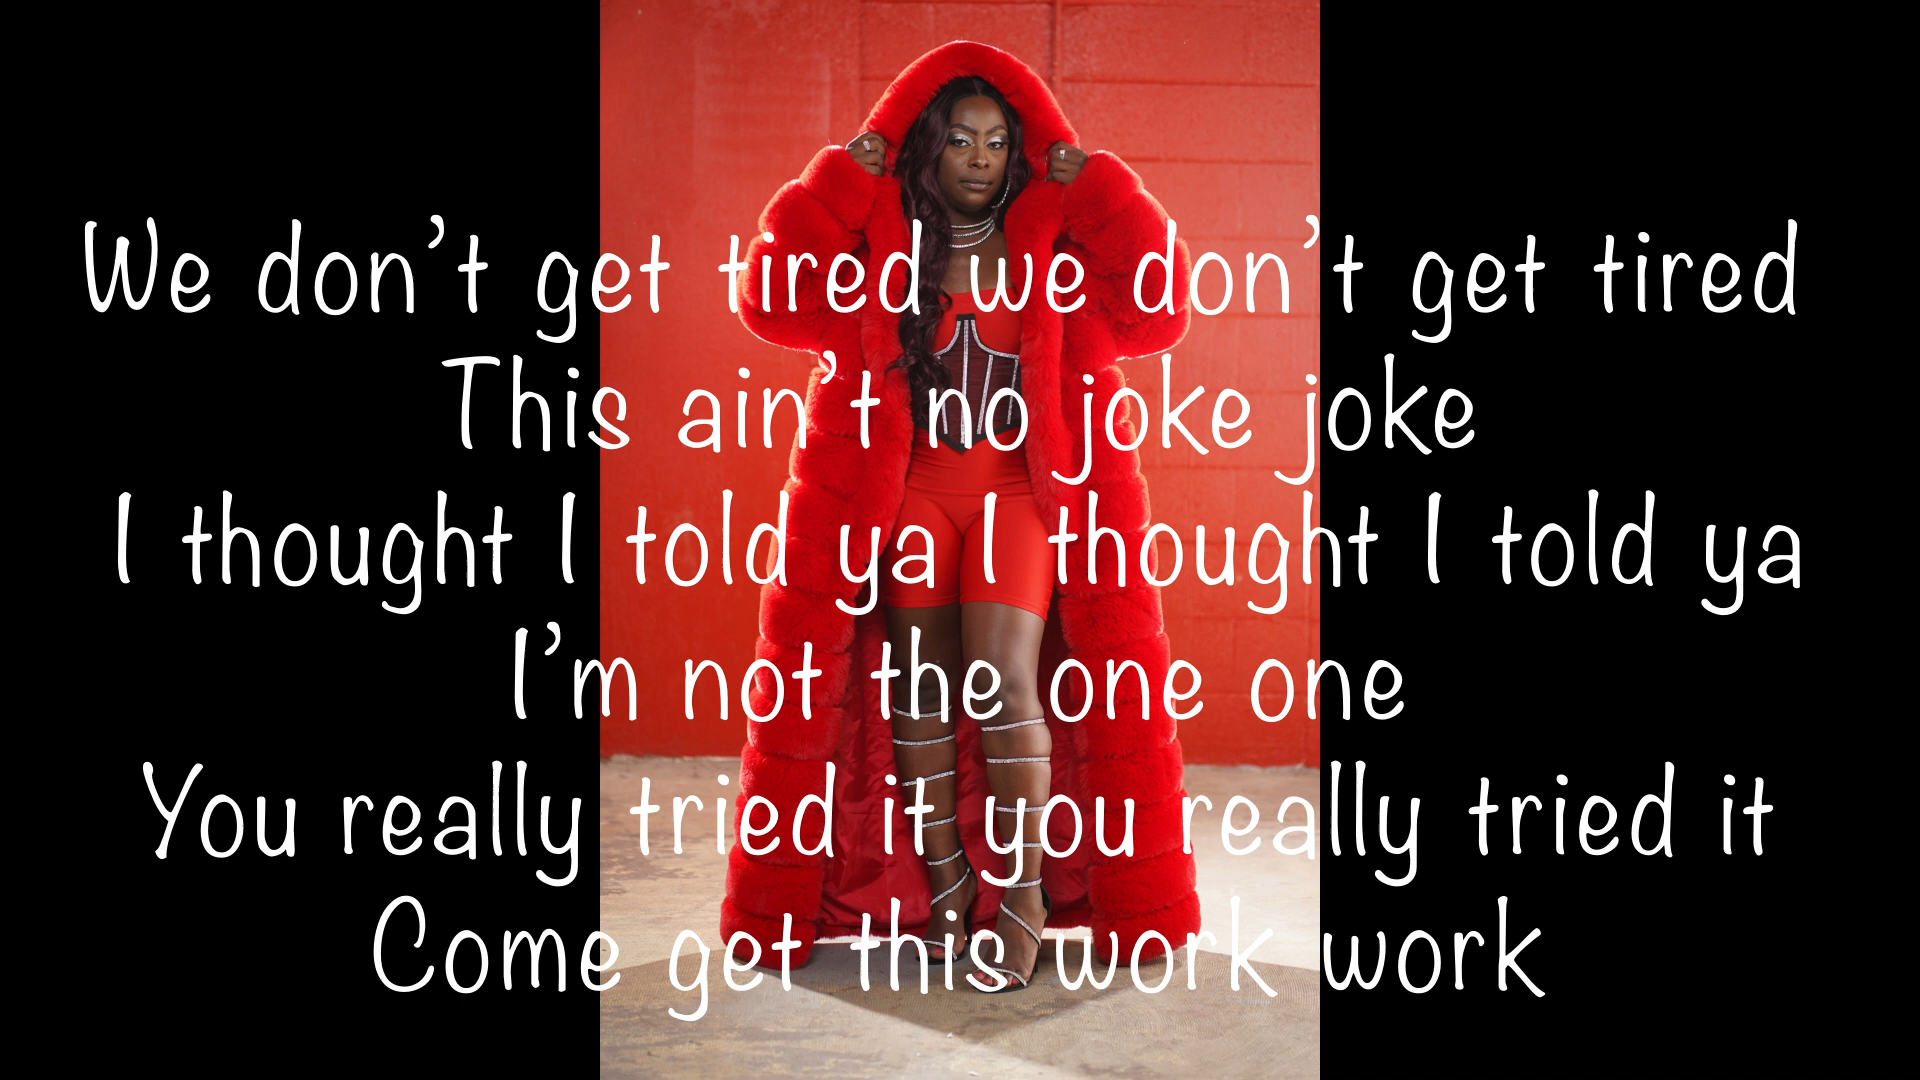 We don't get tired we don't get tired
This ain't no joke joke
I thought I told ya I thought I told ya
I'm not the one one
You really tried it you really tried it
Come get this work work